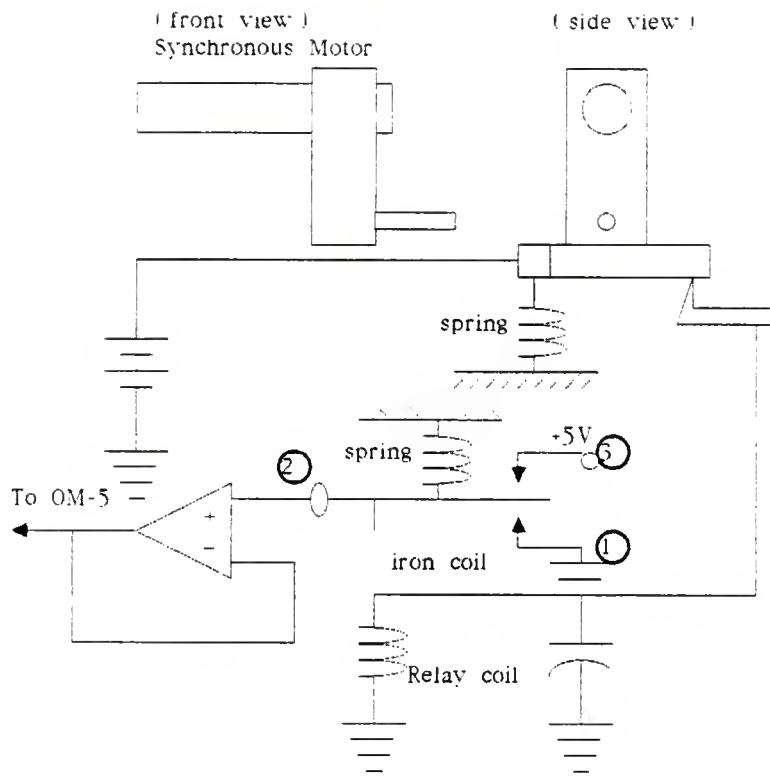 (front view)
Synchronous Motor
(side view)
spring
+5V
3
spring
2
To OM-5
+
−
1
iron coil
Relay coil